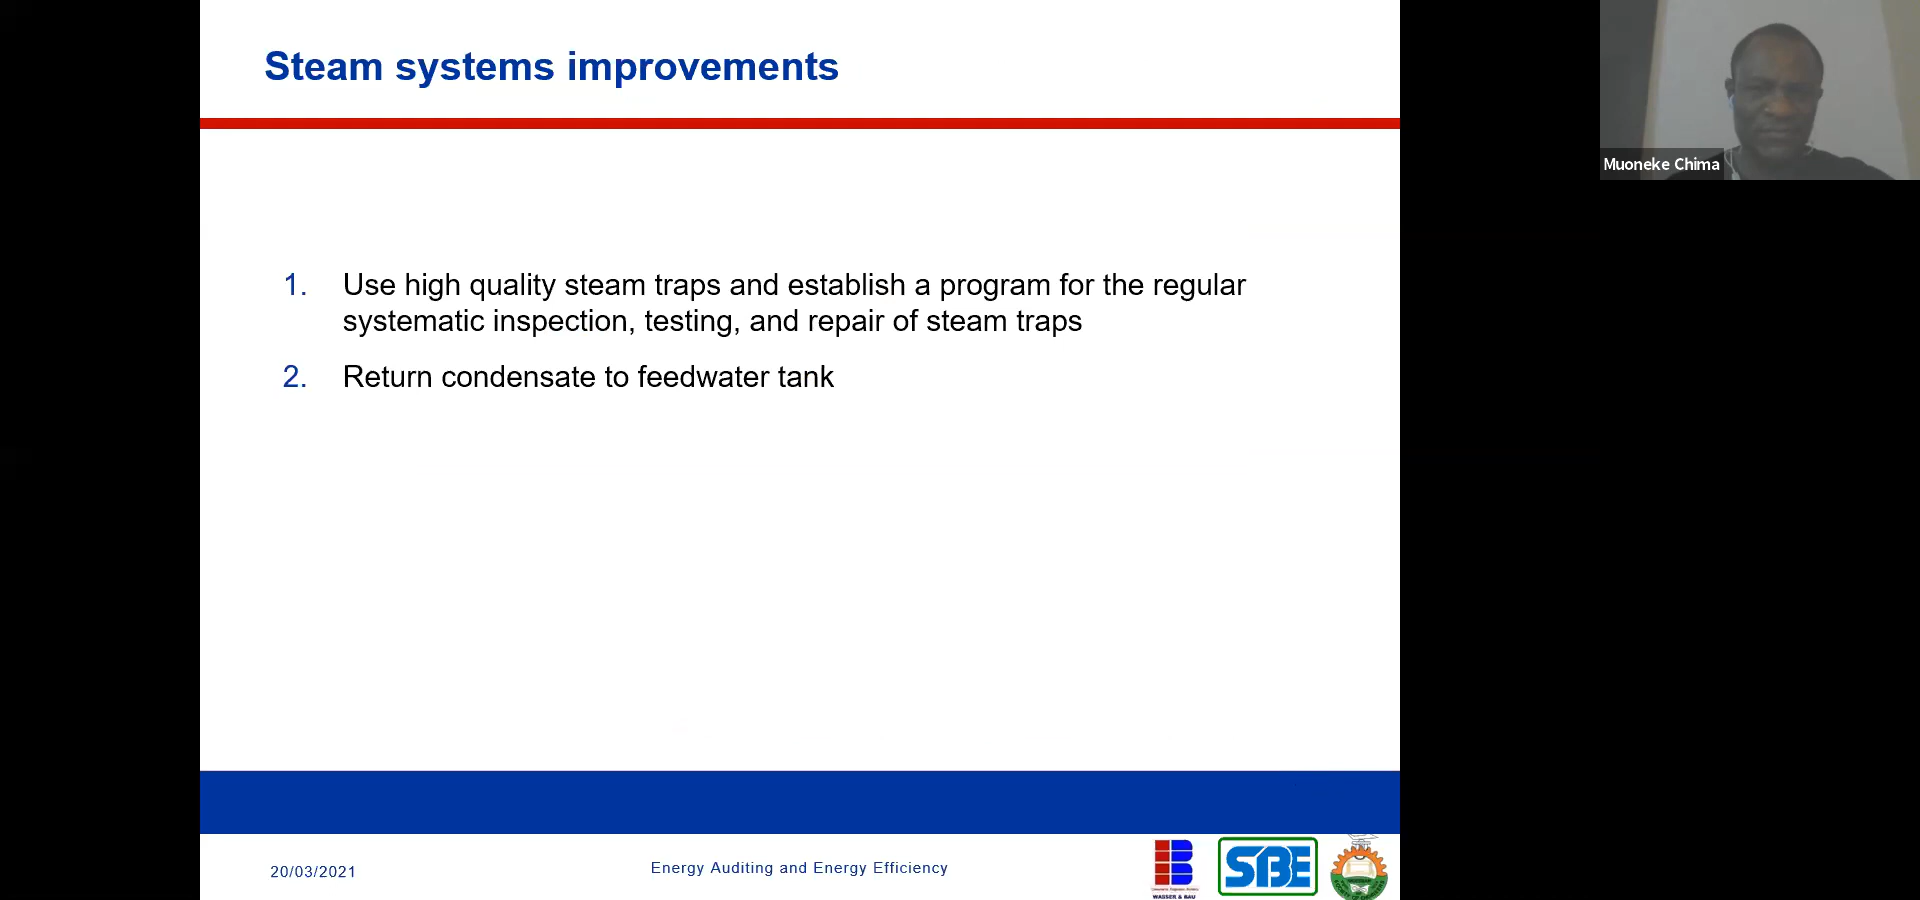 Steam systems improvements
Muoneke Chima
1. Use high quality steam traps and establish a program for the regular
systematic inspection, testing, and repair of steam traps
2. Return condensate to feedwater tank
20/03/2021
Energy Auditing and Energy Efficiency
SBE
WASSER & BAU